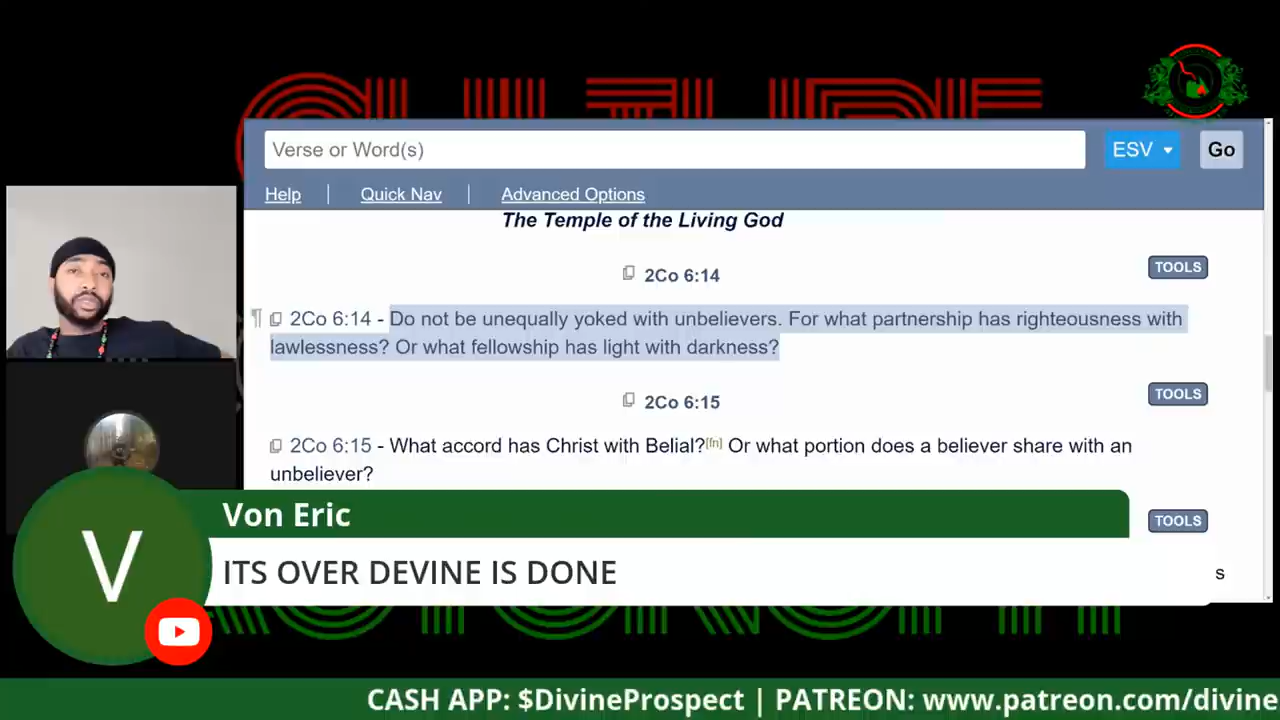 Verse or Word(s)
ESV
Go
Help | Quick Nav | Advanced Options
The Temple of the Living God
2Co 6:14
TOOLS
¶ 2Co 6:14 - Do not be unequally yoked with unbelievers. For what partnership has righteousness with
lawlessness? Or what fellowship has light with darkness?
2Co 6:15
TOOLS
2Co 6:15 - What accord has Christ with Belial?[fn] Or what portion does a believer share with an
unbeliever?
TOOLS
s
V
Von Eric
ITS OVER DEVINE IS DONE
CASH APP: $DivineProspect | PATREON: www.patreon.com/divine